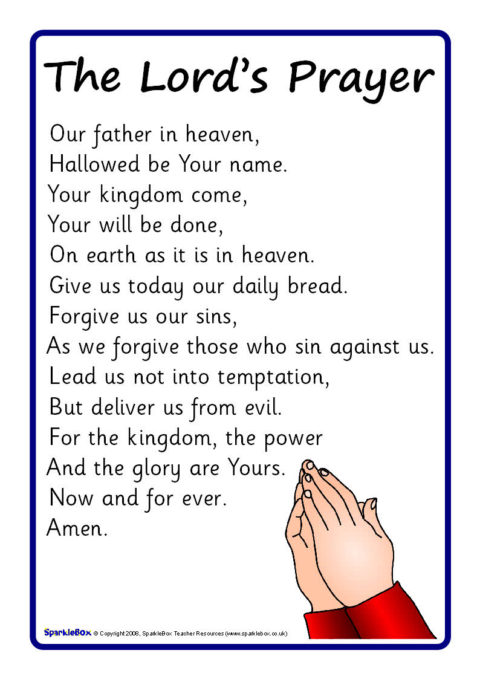 The Lord's Prayer
Our father in heaven,
Hallowed be Your name.
Your kingdom come,
Your will be done,
On earth as it is in heaven.
Give us today our daily bread.
Forgive us our sins,
As we forgive those who sin against us.
Lead us not into temptation,
But deliver us from evil.
For the kingdom, the power
And the glory are Yours.
Now and for ever.
Amen.
SparkleBox © Copyright 2008, SparkleBox Teacher Resources (www.sparklebox.co.uk)